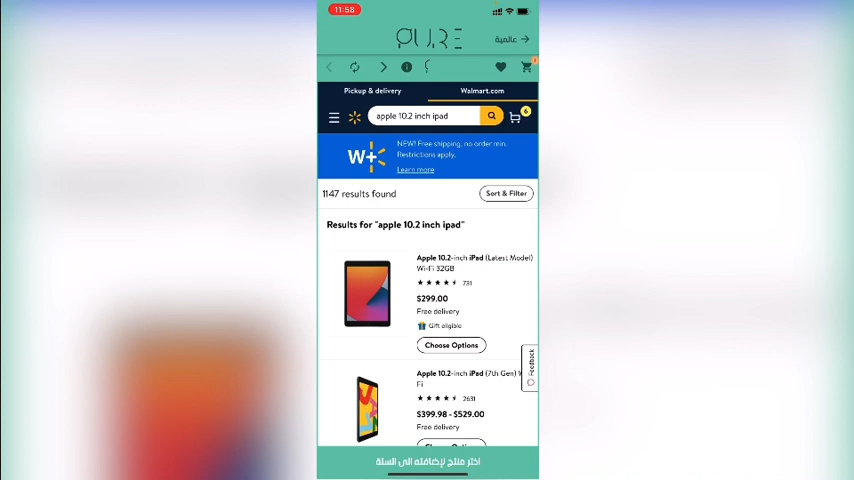 11:58
PURE
عالمية
1
Pickup & delivery
Walmart.com
apple 10.2 inch ipad
6
W+
NEW! Free shipping, no order min.
Restrictions apply.
Learn more
1147 results found
Sort & Filter
Results for "apple 10.2 inch ipad"
Apple 10.2-inch iPad (Latest Model)
Wi-Fi 32GB
731
$299.00
Free delivery
Gift eligible
Choose Options
Feedback
Apple 10.2-inch iPad (7th Gen)
Fi
2631
$399.98 - $529.00
Free delivery
اختر منتج لإضافته الى السلة